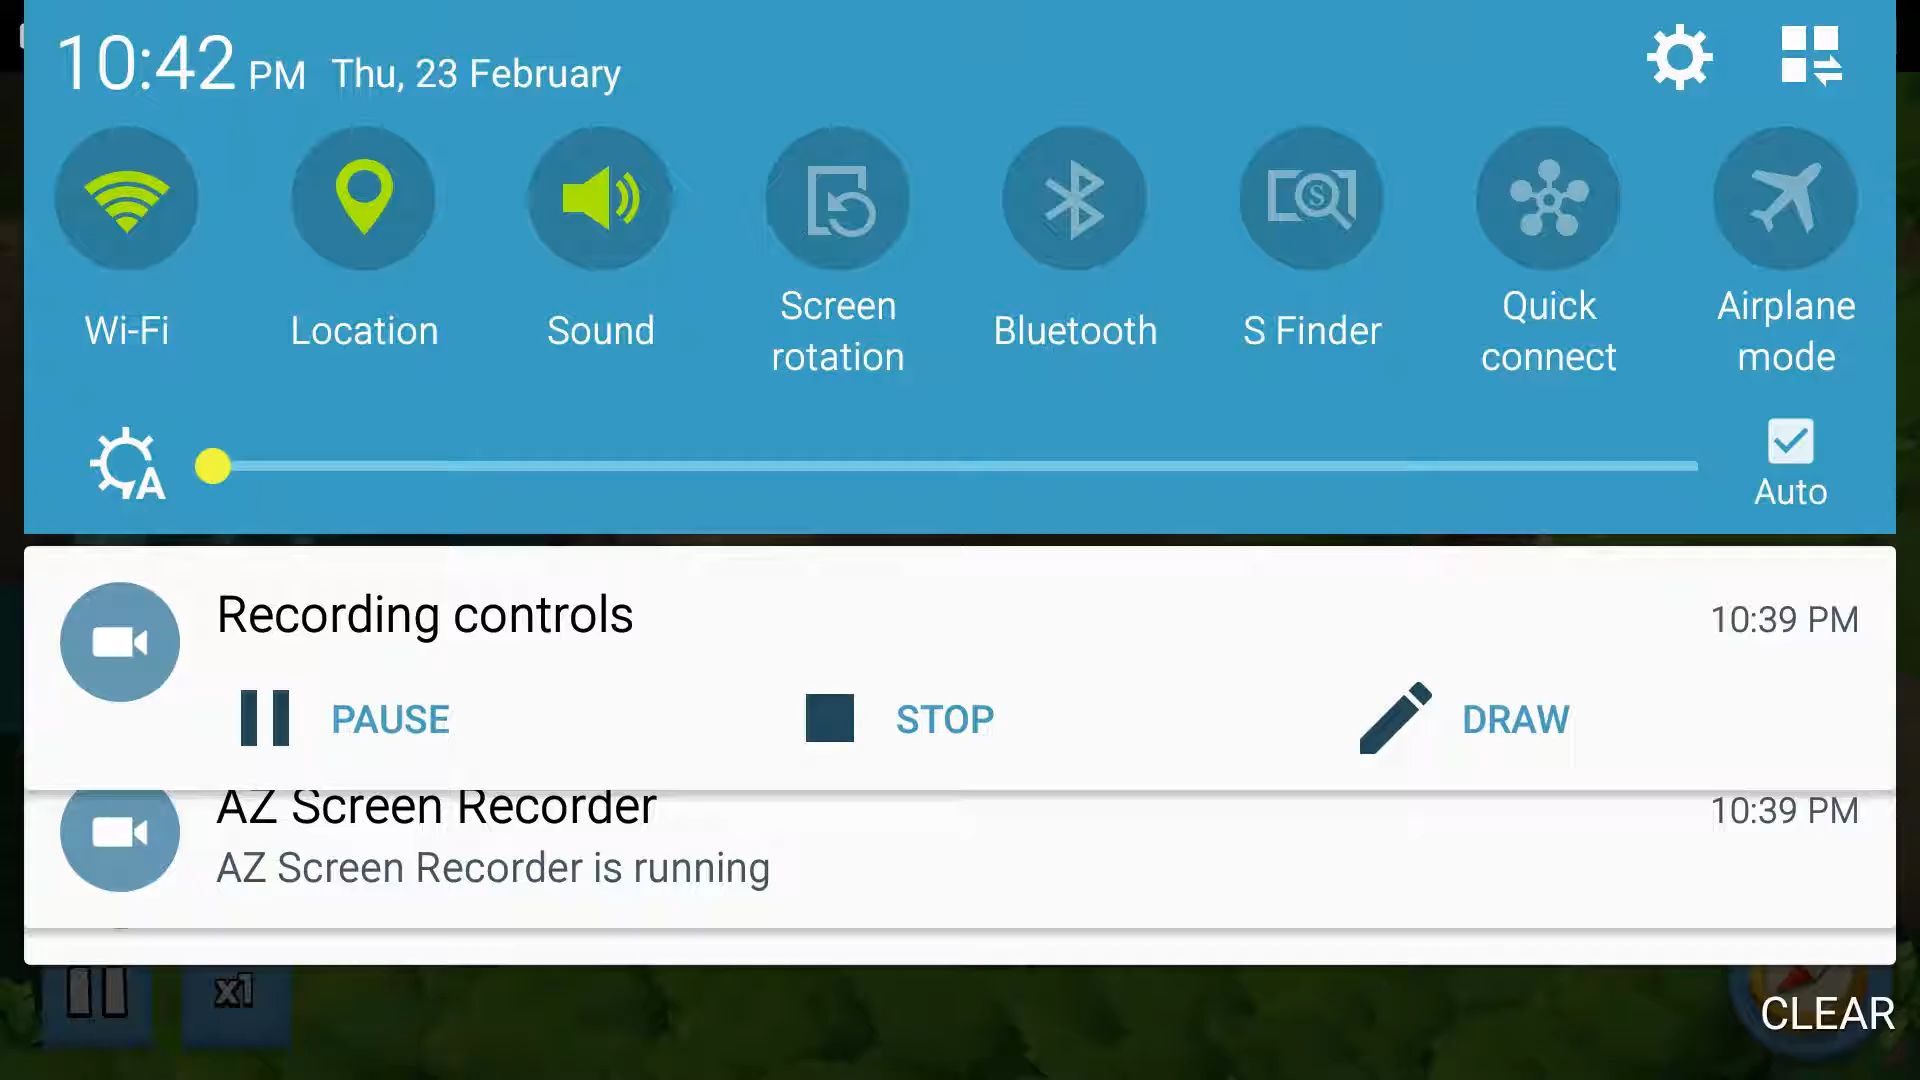 10:42 PM Thu, 23 February
Wi-Fi
Location
Sound
Screen
rotation
Bluetooth
S Finder
Quick
connect
Airplane
mode
Auto
Recording controls
10:39 PM
PAUSE
STOP
DRAW
AZ Screen Recorder
10:39 PM
AZ Screen Recorder is running
x1
CLEAR